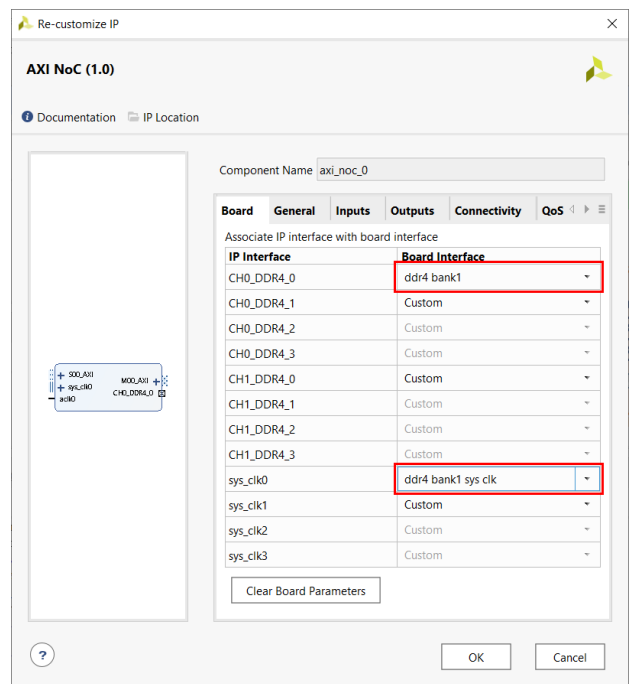 Re-customize IP
AXI NoC (1.0)
Documentation IP Location
Component Name axi_noc_0
Board General Inputs Outputs Connectivity QoS
Associate IP interface with board interface
IP Interface Board Interface
CH0_DDR4_0 ddr4 bank1
CH0_DDR4_1 Custom
CH0_DDR4_2 Custom
CH0_DDR4_3 Custom
CH1_DDR4_0 Custom
CH1_DDR4_1 Custom
CH1_DDR4_2 Custom
CH1_DDR4_3 Custom
sys_clk0 ddr4 bank1 sys clk
sys_clk1 Custom
sys_clk2 Custom
sys_clk3 Custom
Clear Board Parameters
S00_AXI
sys_clk0
aclk0
M00_AXI
CH0_DDR4_0
? OK Cancel